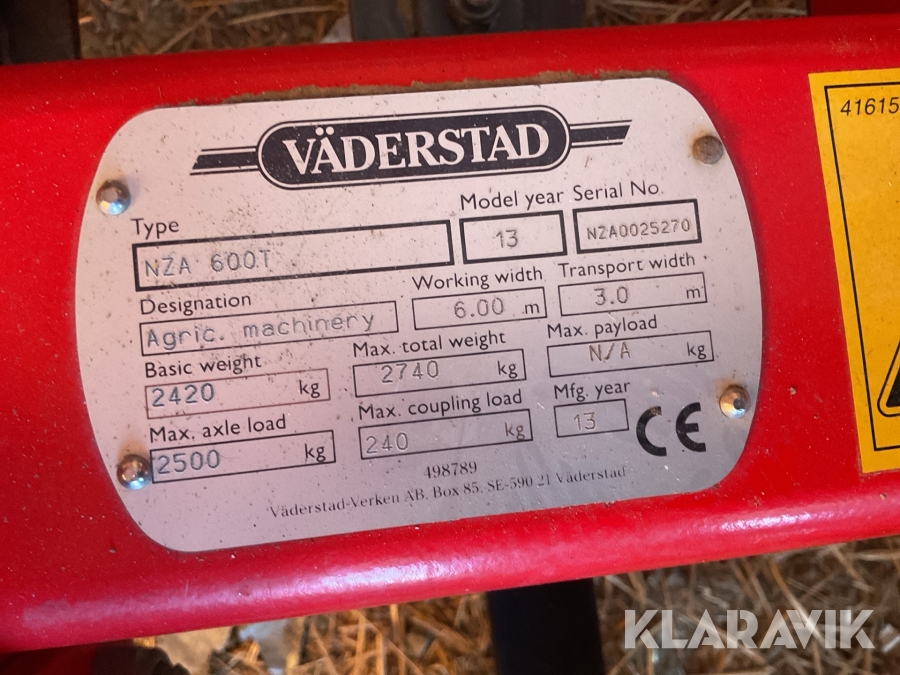 VÄDERSTAD
Type Model year Serial No.
NZA 600T 13 NZA0025270
Designation Working width Transport width
Agric. machinery 6.00 m 3.0 m
Basic weight Max. total weight Max. payload
2420 kg 2740 kg N/A kg
Max. axle load Max. coupling load Mfg. year
2500 kg 240 kg 13 CE
498789
Väderstad-Verken AB, Box 85, SE-590 21 Väderstad
41615
KLARAVIK